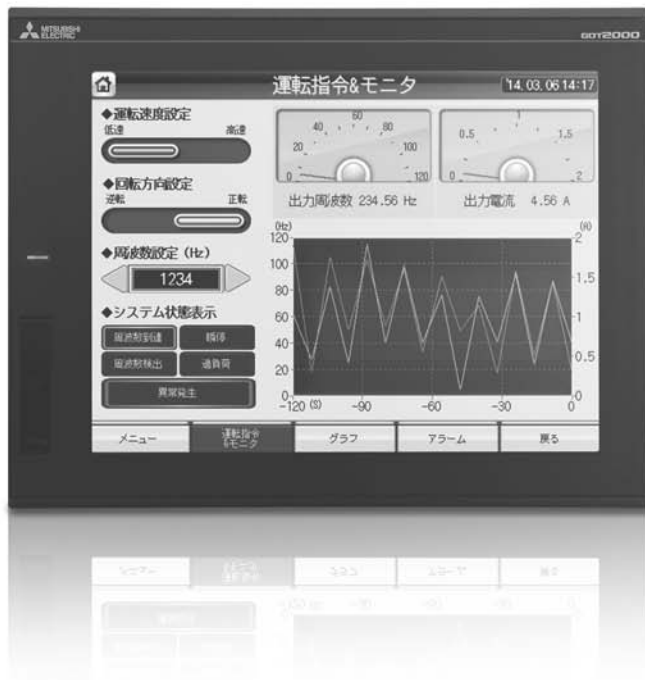 MITSUBISHI
ELECTRIC
GOT2000
運転指令&モニタ
'14.03.06 14:17
◆運転速度設定
低速 高速
◆回転方向設定
逆転 正転
◆周波数設定 (Hz)
1234
◆システム状態表示
周波数到達 瞬停
周波数検出 過負荷
異常発生
0 20 40 60 80 100 120
出力周波数 234.56 Hz
0 0.5 1 1.5 2
出力電流 4.56 A
(Hz) (A)
120 2
100
80 1.5
60 1
40 0.5
20
0 0
-120 (S) -90 -60 -30 0
メニュー 運転指令 グラフ アラーム 戻る
&モニタ